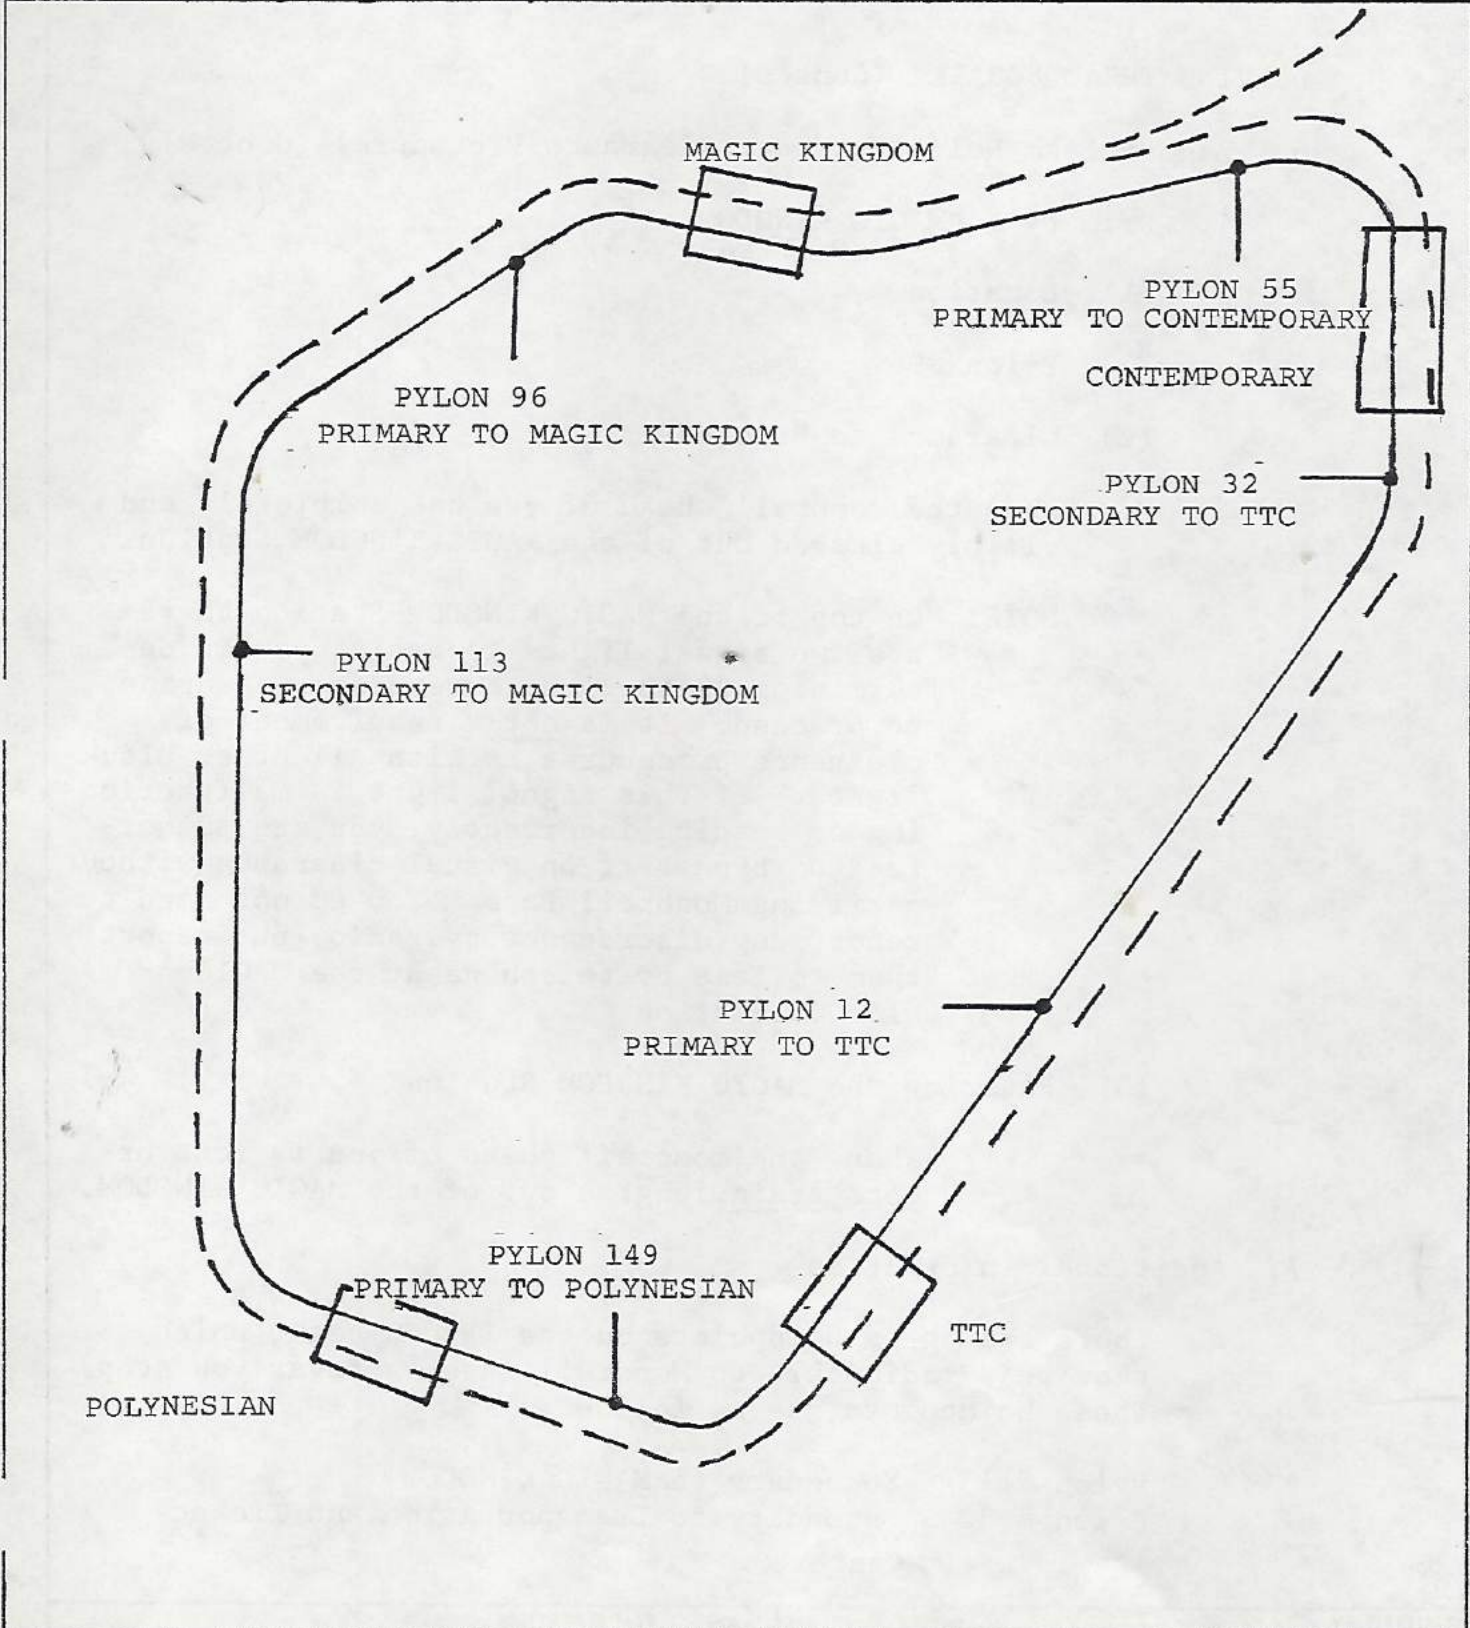 MAGIC KINGDOM
PYLON 55
PRIMARY TO CONTEMPORARY
CONTEMPORARY
PYLON 96
PRIMARY TO MAGIC KINGDOM
PYLON 32
SECONDARY TO TTC
PYLON 113
SECONDARY TO MAGIC KINGDOM
PYLON 12
PRIMARY TO TTC
PYLON 149
PRIMARY TO POLYNESIAN
TTC
POLYNESIAN